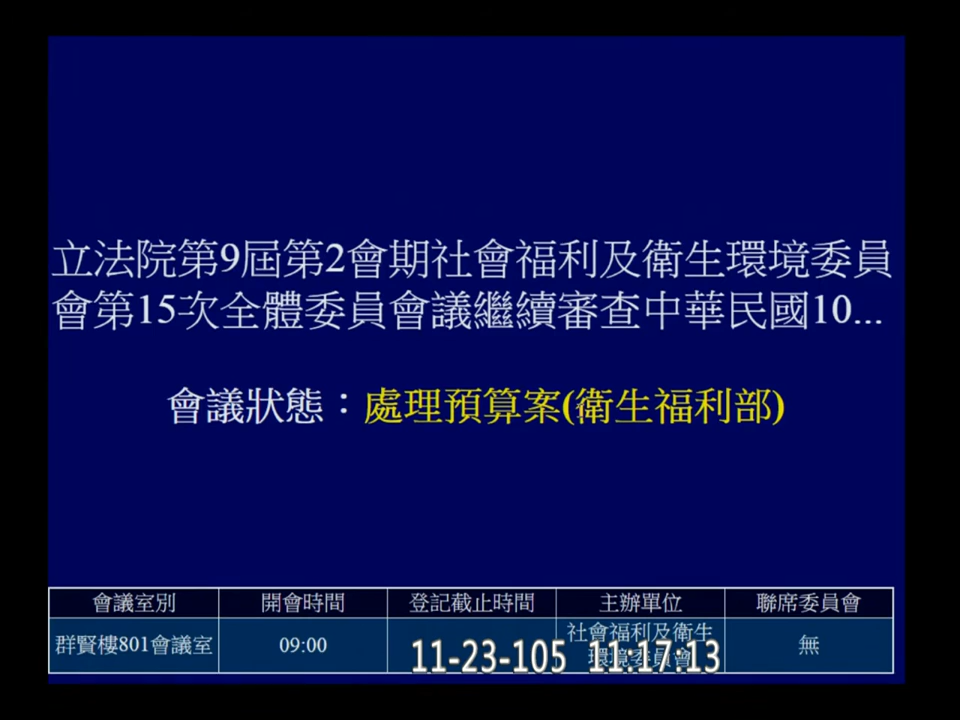 立法院第9屆第2會期社會福利及衛生環境委員
會第15次全體委員會議繼續審查中華民國10...
會議狀態：處理預算案(衛生福利部)
會議室別 開會時間 登記截止時間 主辦單位 聯席委員會
群賢樓801會議室 09:00 社會福利及衛生 無
環境委員會
11-23-105 11:17:13